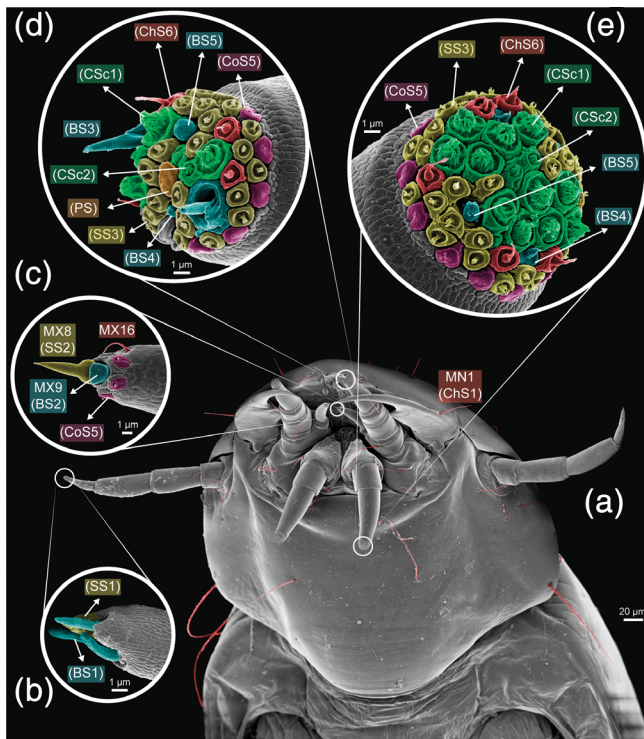 (d)
(e)
(ChS6)
(BS5)
(CSc1)
(CoS5)
(BS3)
(CSc2)
(PS)
(SS3)
(BS4)
1 µm
(SS3)
(ChS6)
(CoS5)
(CSc1)
1 µm
(CSc2)
(BS5)
(BS4)
(c)
MX8
(SS2)
MX16
MX9
(BS2)
(CoS5)
1 µm
MN1
(ChS1)
(a)
20 µm
(SS1)
(BS1)
1 µm
(b)